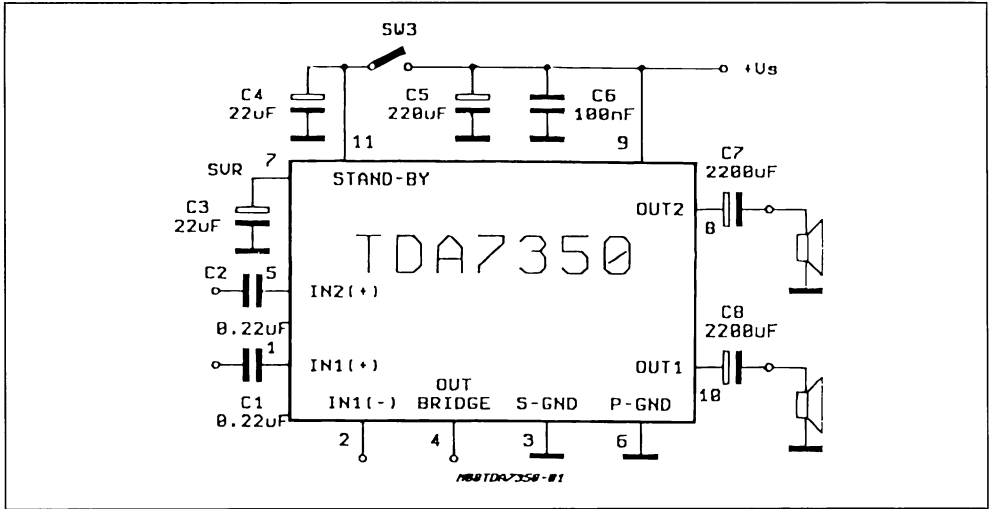 SW3
+Vs
C4
22uF
C5
220uF
C6
100nF
11
9
7
SVR
STAND-BY
C7
2200uF
OUT2
8
C3
22uF
TDA7350
C2
5
IN2(+)
0.22uF
1
IN1(+)
C1
0.22uF
C8
2200uF
OUT1
10
IN1(-)
OUT
BRIDGE
S-GND
P-GND
2
4
3
6
M88TDA7350-01